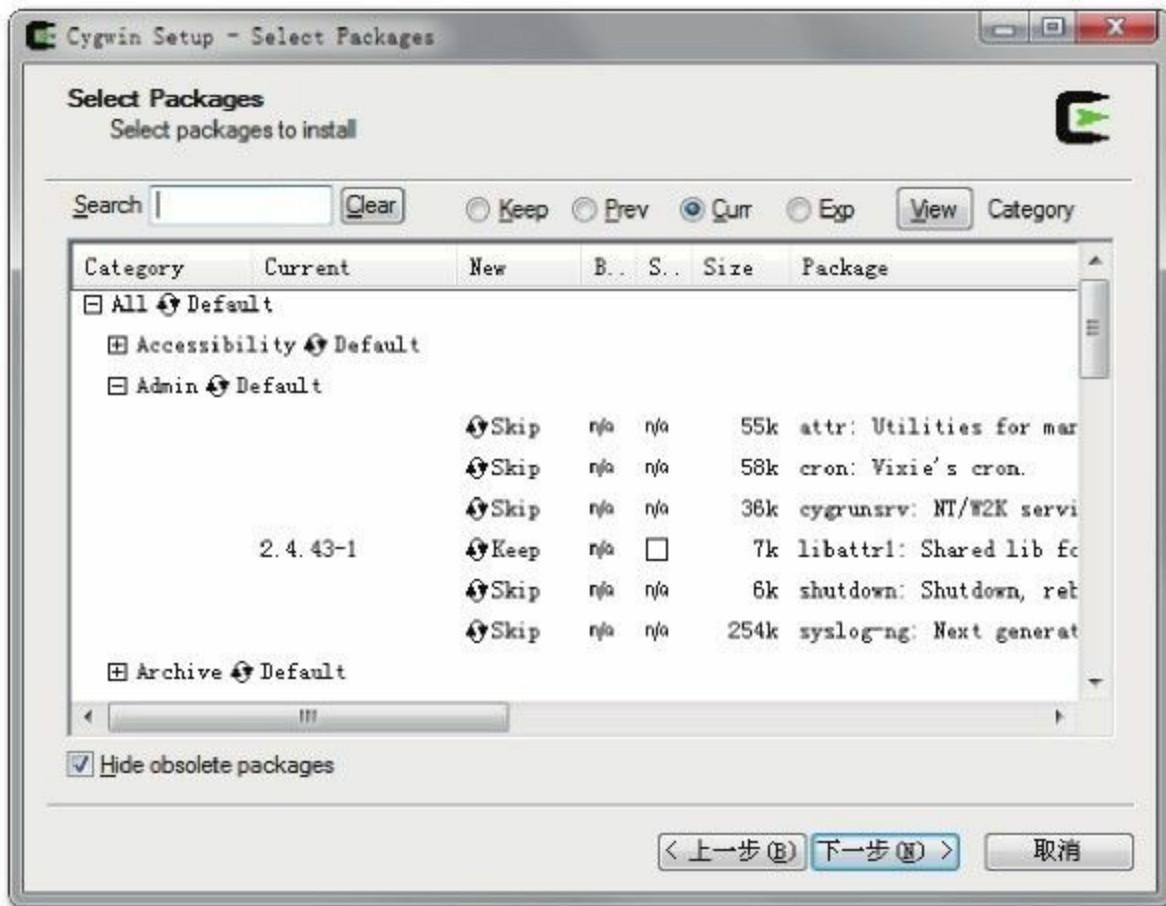 Cygwin Setup - Select Packages
Select Packages
Select packages to install
Search Clear Keep Prev Curr Exp View Category
Category Current New B.. S.. Size Package
All Default
Accessibility Default
Admin Default
Skip n/a n/a 55k attr: Utilities for mar
Skip n/a n/a 58k cron: Vixie's cron.
Skip n/a n/a 36k cygrunsrv: NT/W2K servi
2.4.43-1 Keep n/a 7k libattr1: Shared lib fo
Skip n/a n/a 6k shutdown: Shutdown, reb
Skip n/a n/a 254k syslog-ng: Next generat
Archive Default
Hide obsolete packages
< 上一步(B) 下一步(N) > 取消